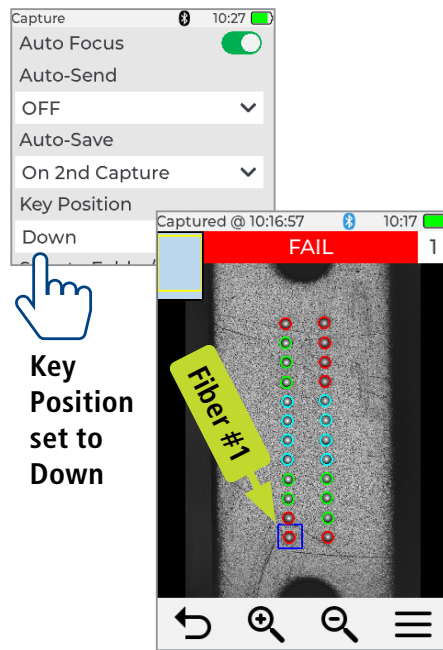 Capture 10:27
Auto Focus
Auto-Send
OFF
Auto-Save
On 2nd Capture
Key Position
Down
Captured @ 10:16:57 10:17
FAIL 1
Fiber #1
Key
Position
set to
Down